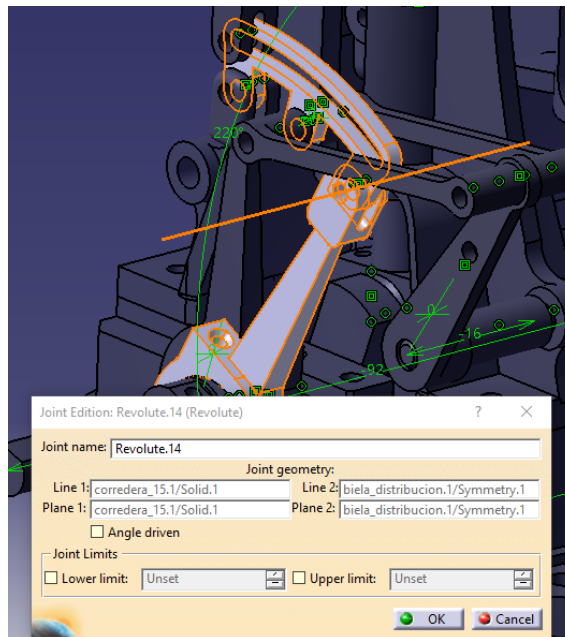 220°
0
-16
-92
Joint Edition: Revolute.14 (Revolute) ? ×
Joint name: Revolute.14
Joint geometry:
Line 1: corredera_15.1/Solid.1 Line 2: biela_distribucion.1/Symmetry.1
Plane 1: corredera_15.1/Solid.1 Plane 2: biela_distribucion.1/Symmetry.1
Angle driven
Joint Limits
Lower limit: Unset Upper limit: Unset
OK Cancel